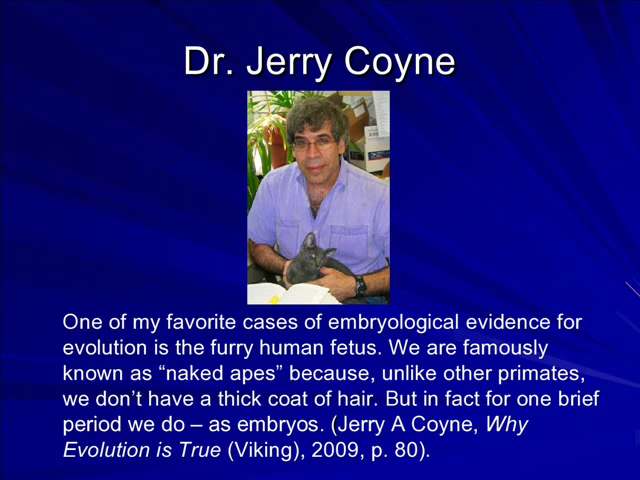 Dr. Jerry Coyne
One of my favorite cases of embryological evidence for
evolution is the furry human fetus. We are famously
known as “naked apes” because, unlike other primates,
we don’t have a thick coat of hair. But in fact for one brief
period we do – as embryos. (Jerry A Coyne, Why
Evolution is True (Viking), 2009, p. 80).